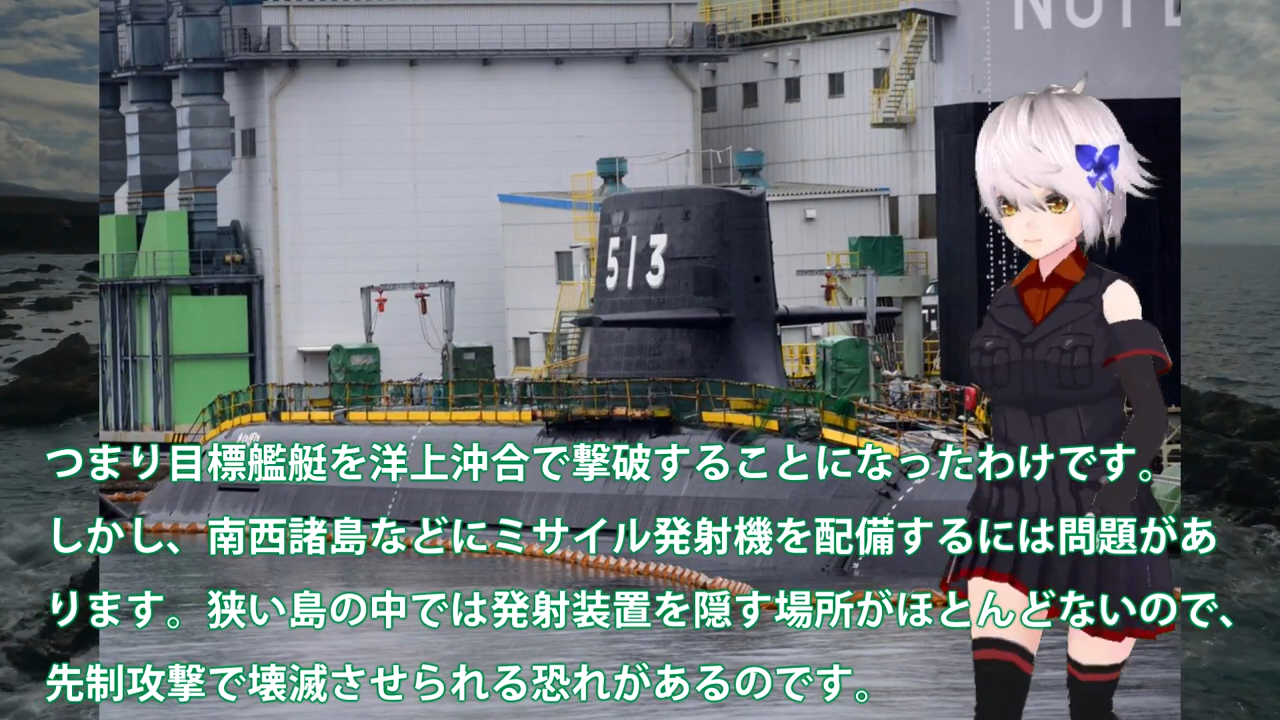 NOTE
513
つまり目標艦艇を洋上沖合で撃破することになったわけです。
しかし、南西諸島などにミサイル発射機を配備するには問題があ
ります。狭い島の中では発射装置を隠す場所がほとんどないので、
先制攻撃で壊滅させられる恐れがあるのです。